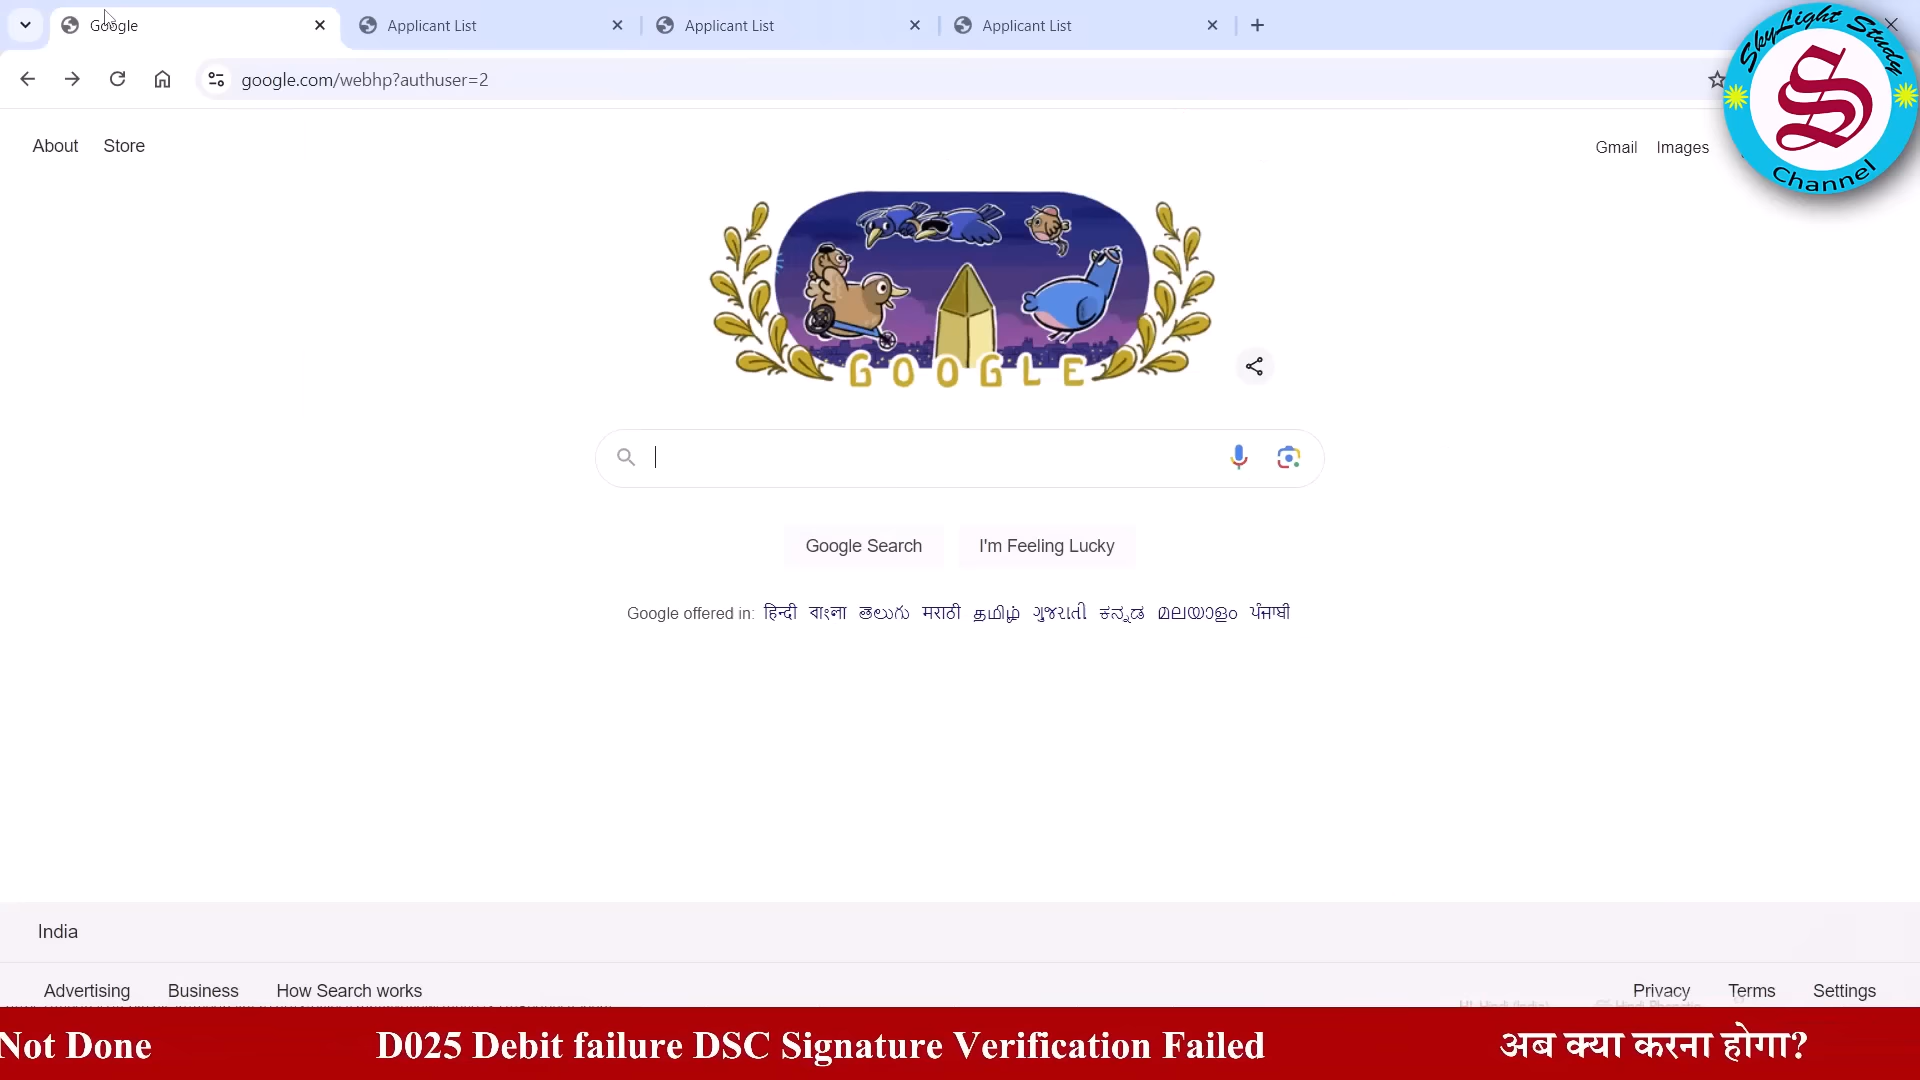 Google
Applicant List
Applicant List
Applicant List
google.com/webhp?authuser=2
About Store
Gmail Images
SkyLight Study
S
Channel
GOOGLE
Google Search
I'm Feeling Lucky
Google offered in: हिन्दी বাংলা తెలుగు मराठी தமிழ் ગુજરાતી ಕನ್ನಡ മലയാളം ਪੰਜਾਬੀ
India
Advertising Business How Search works
Privacy Terms Settings
Not Done D025 Debit failure DSC Signature Verification Failed अब क्या करना होगा?